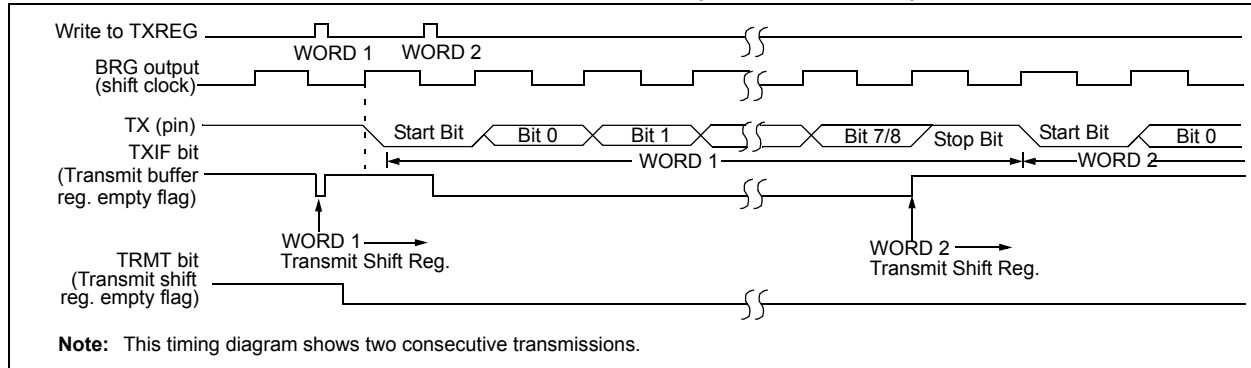 Write to TXREG
WORD 1
WORD 2
BRG output
(shift clock)
TX (pin)
Start Bit
Bit 0
Bit 1
Bit 7/8
Stop Bit
Start Bit
Bit 0
WORD 1
WORD 2
TXIF bit
(Transmit buffer
reg. empty flag)
WORD 1
Transmit Shift Reg.
WORD 2
Transmit Shift Reg.
TRMT bit
(Transmit shift
reg. empty flag)
Note: This timing diagram shows two consecutive transmissions.